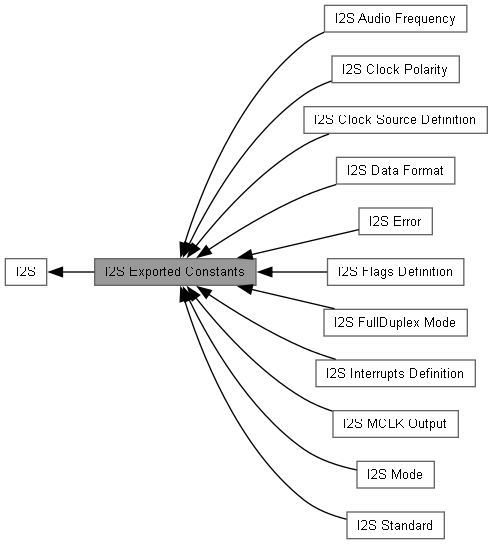 I2S Audio Frequency
I2S Clock Polarity
I2S Clock Source Definition
I2S Data Format
I2S Error
I2S
I2S Exported Constants
I2S Flags Definition
I2S FullDuplex Mode
I2S Interrupts Definition
I2S MCLK Output
I2S Mode
I2S Standard